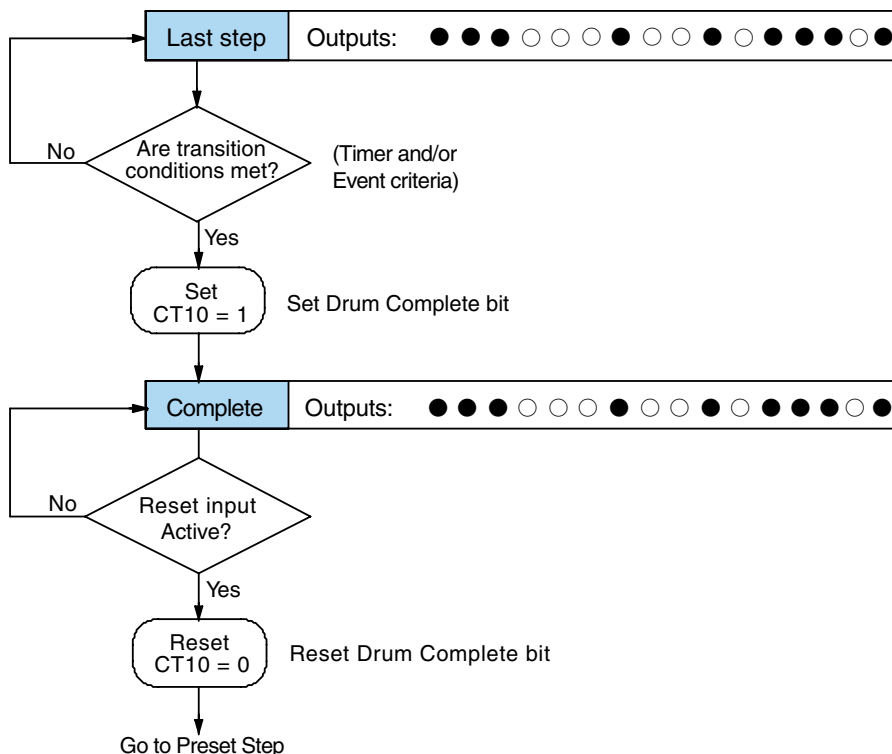 Last step Outputs:
No
Are transition
conditions met?
(Timer and/or
Event criteria)
Yes
Set
CT10 = 1
Set Drum Complete bit
Complete Outputs:
No
Reset input
Active?
Yes
Reset
CT10 = 0
Reset Drum Complete bit
Go to Preset Step